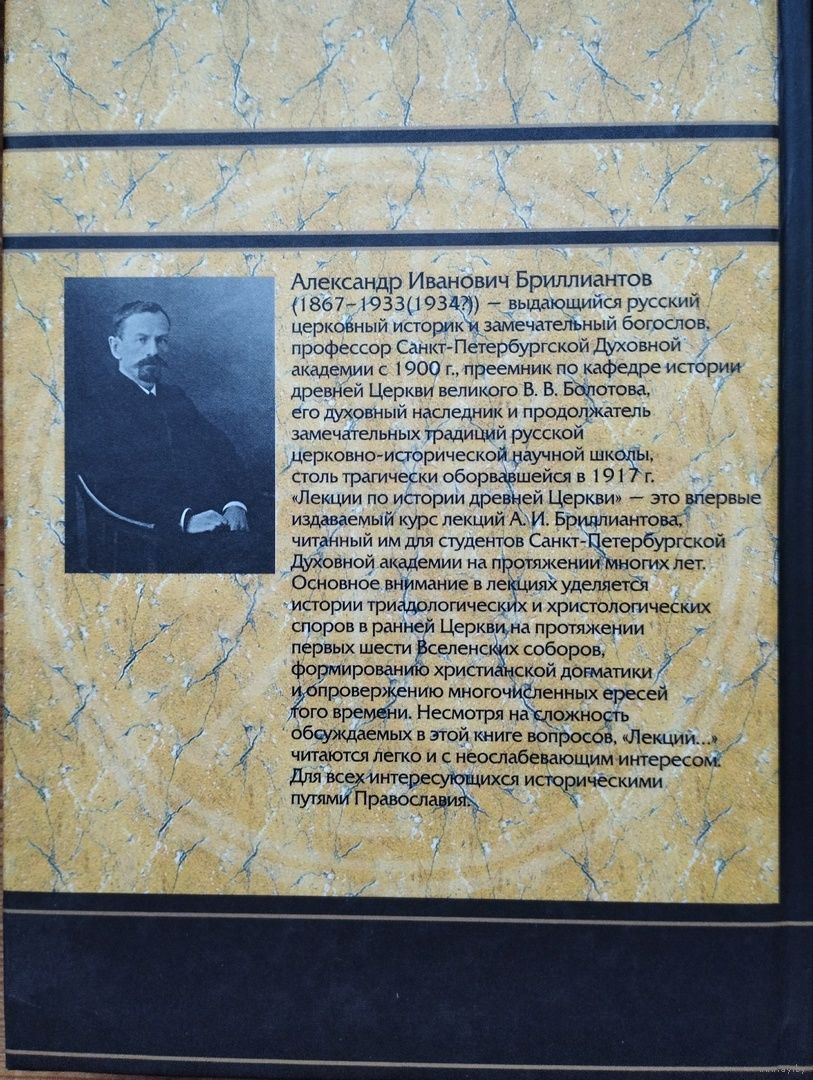 Александр Иванович Бриллиантов
(1867–1933(1934?)) — выдающийся русский
церковный историк и замечательный богослов,
профессор Санкт-Петербургской Духовной
академии с 1900 г., преемник по кафедре истории
древней Церкви великого В. В. Болотова,
его духовный наследник и продолжатель
замечательных традиций русской
церковно-исторической научной школы,
столь трагически оборвавшейся в 1917 г.
«Лекции по истории древней Церкви» — это впервые
издаваемый курс лекций А. И. Бриллиантова,
читанный им для студентов Санкт-Петербургской
Духовной академии на протяжении многих лет.
Основное внимание в лекциях уделяется
истории триадологических и христологических
споров в ранней Церкви на протяжении
первых шести Вселенских соборов,
формированию христианской догматики
и опровержению многочисленных ересей
того времени. Несмотря на сложность
обсуждаемых в этой книге вопросов, «Лекции...»
читаются легко и с неослабевающим интересом.
Для всех интересующихся историческими
путями Православия.